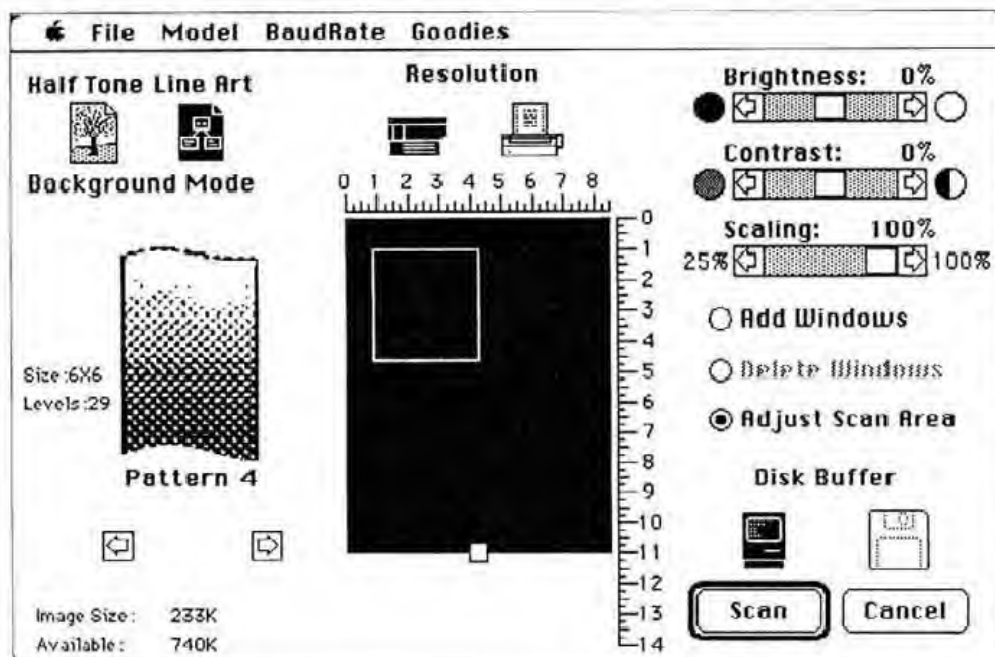 File Model BaudRate Goodies
Half Tone Line Art
Background Mode
Size :6X6
Levels :29
Pattern 4
Image Size: 233K
Available: 740K
Resolution
0 1 2 3 4 5 6 7 8
0
1
2
3
4
5
6
7
8
9
10
11
12
13
14
Brightness: 0%
Contrast: 0%
Scaling: 100%
25% 100%
Add Windows
Delete Windows
Adjust Scan Area
Disk Buffer
Scan Cancel